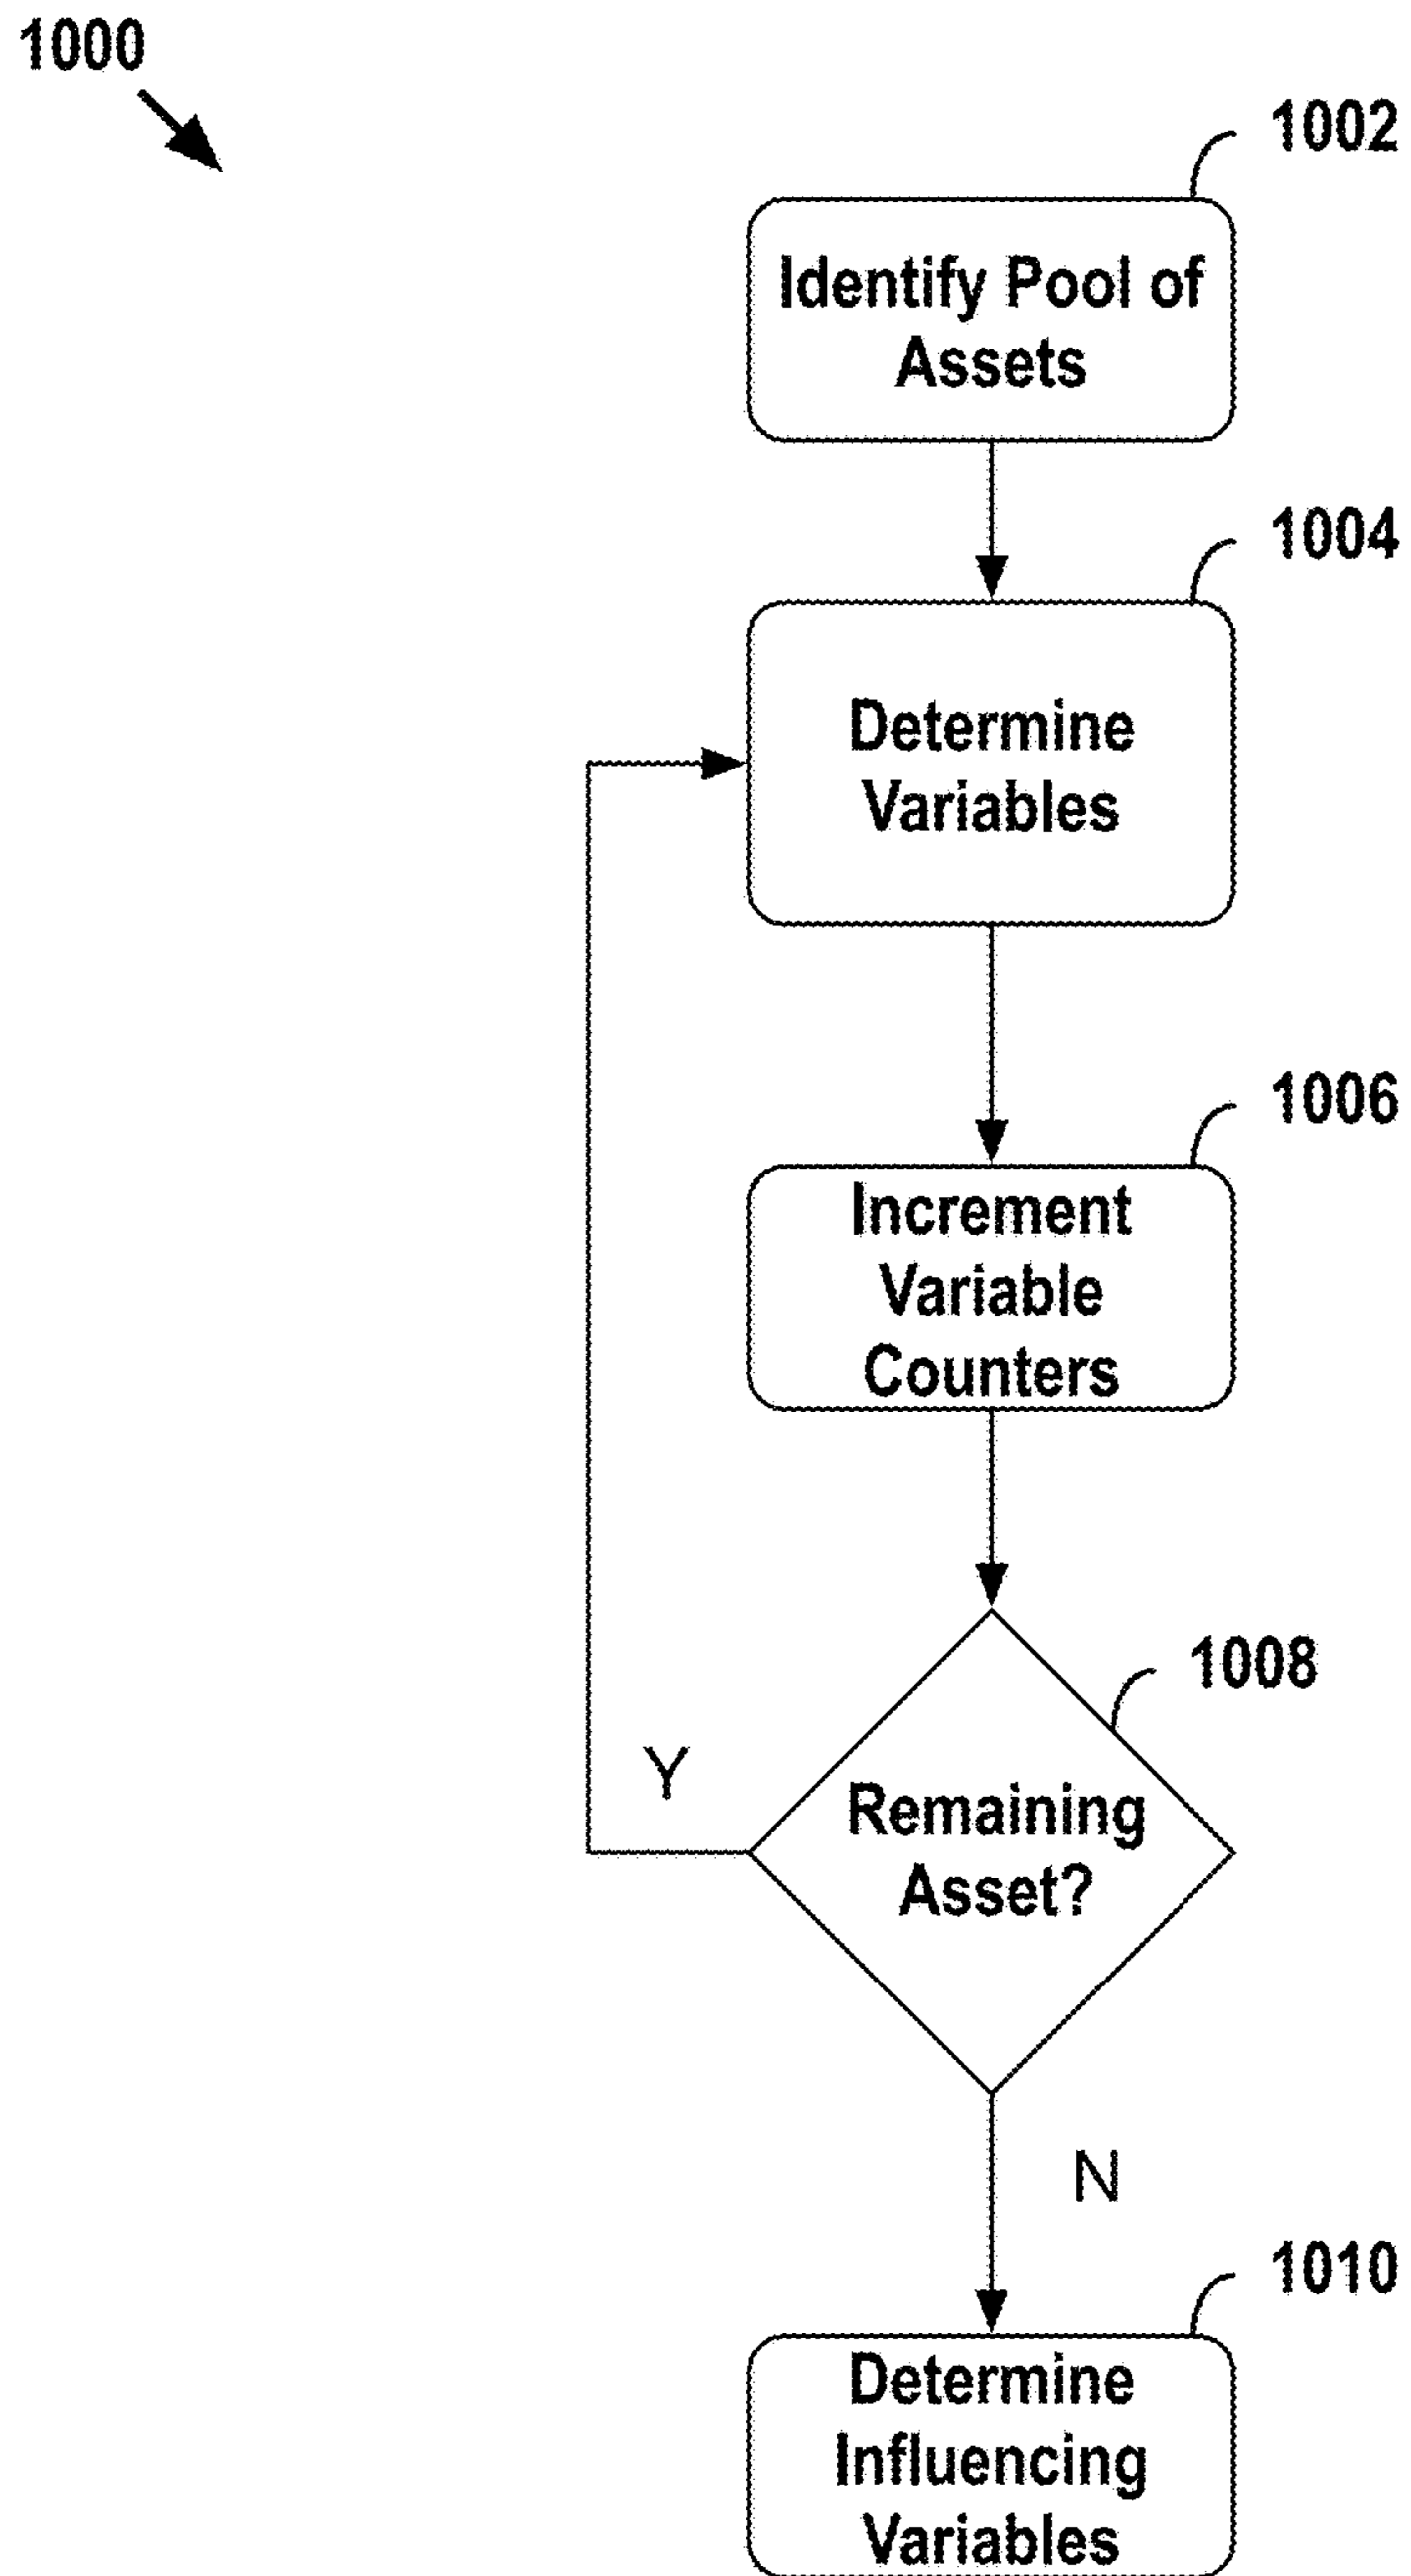 1000
1002
Identify Pool of
Assets
1004
Determine
Variables
1006
Increment
Variable
Counters
1008
Y
Remaining
Asset?
N
1010
Determine
Influencing
Variables